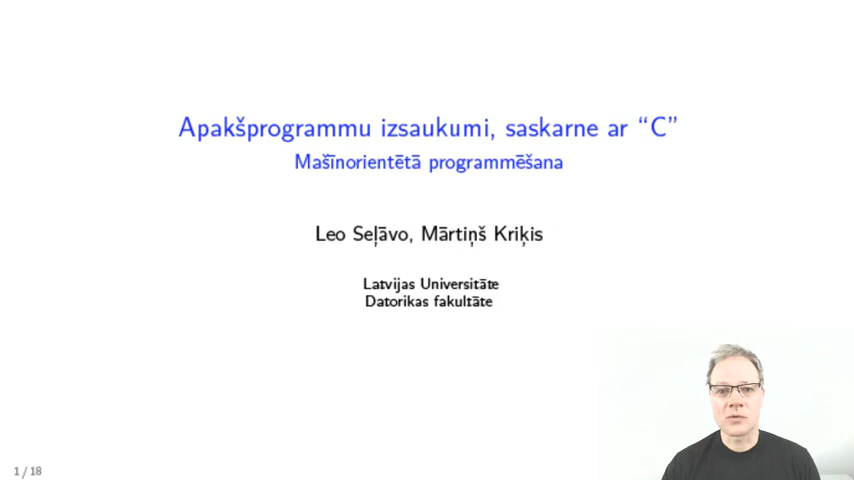 Apakšprogrammu izsaukumi, saskarne ar “C”
Mašīnorientētā programmēšana
Leo Seļāvo, Mārtiņš Kriķis
Latvijas Universitāte
Datorikas fakultāte
1 / 18